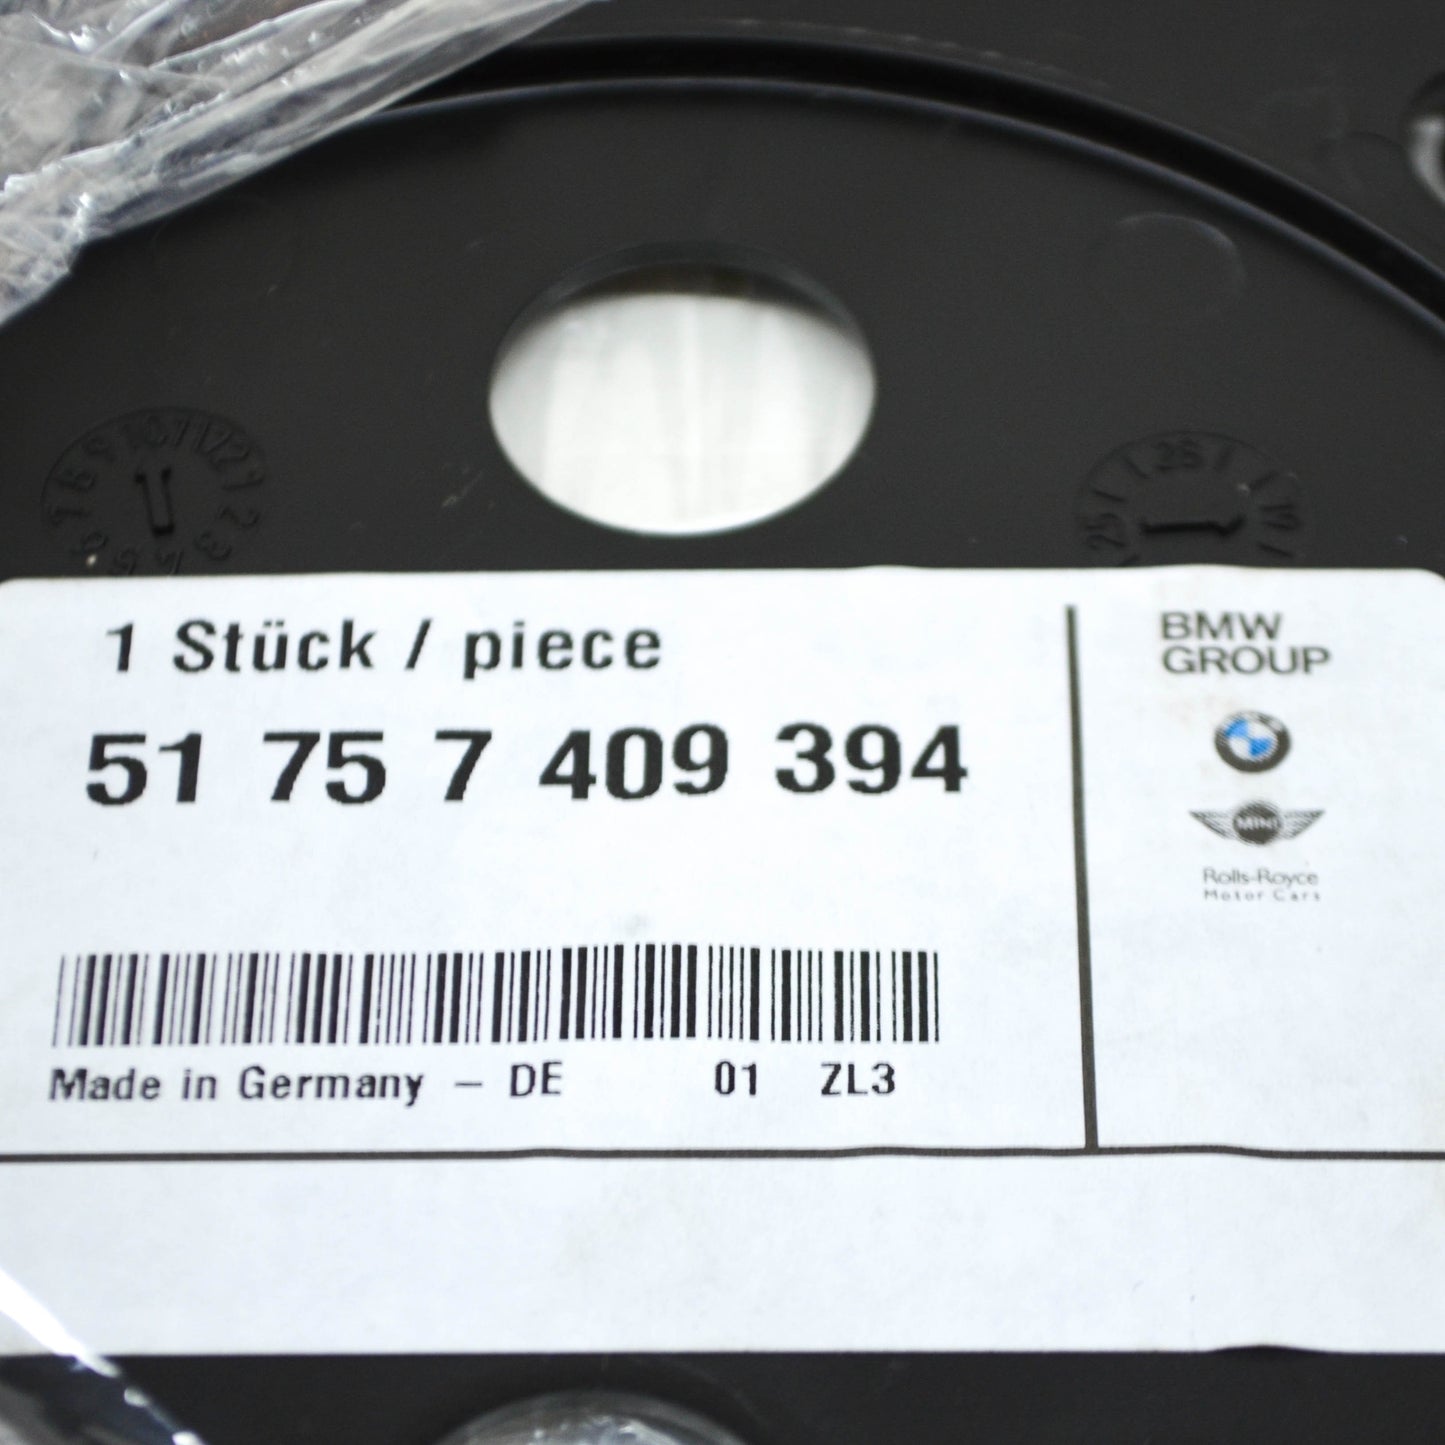 1 Stück / piece
51 75 7 409 394
Made in Germany – DE 01 ZL3
BMW
GROUP
MINI
Rolls-Royce
Motor Cars